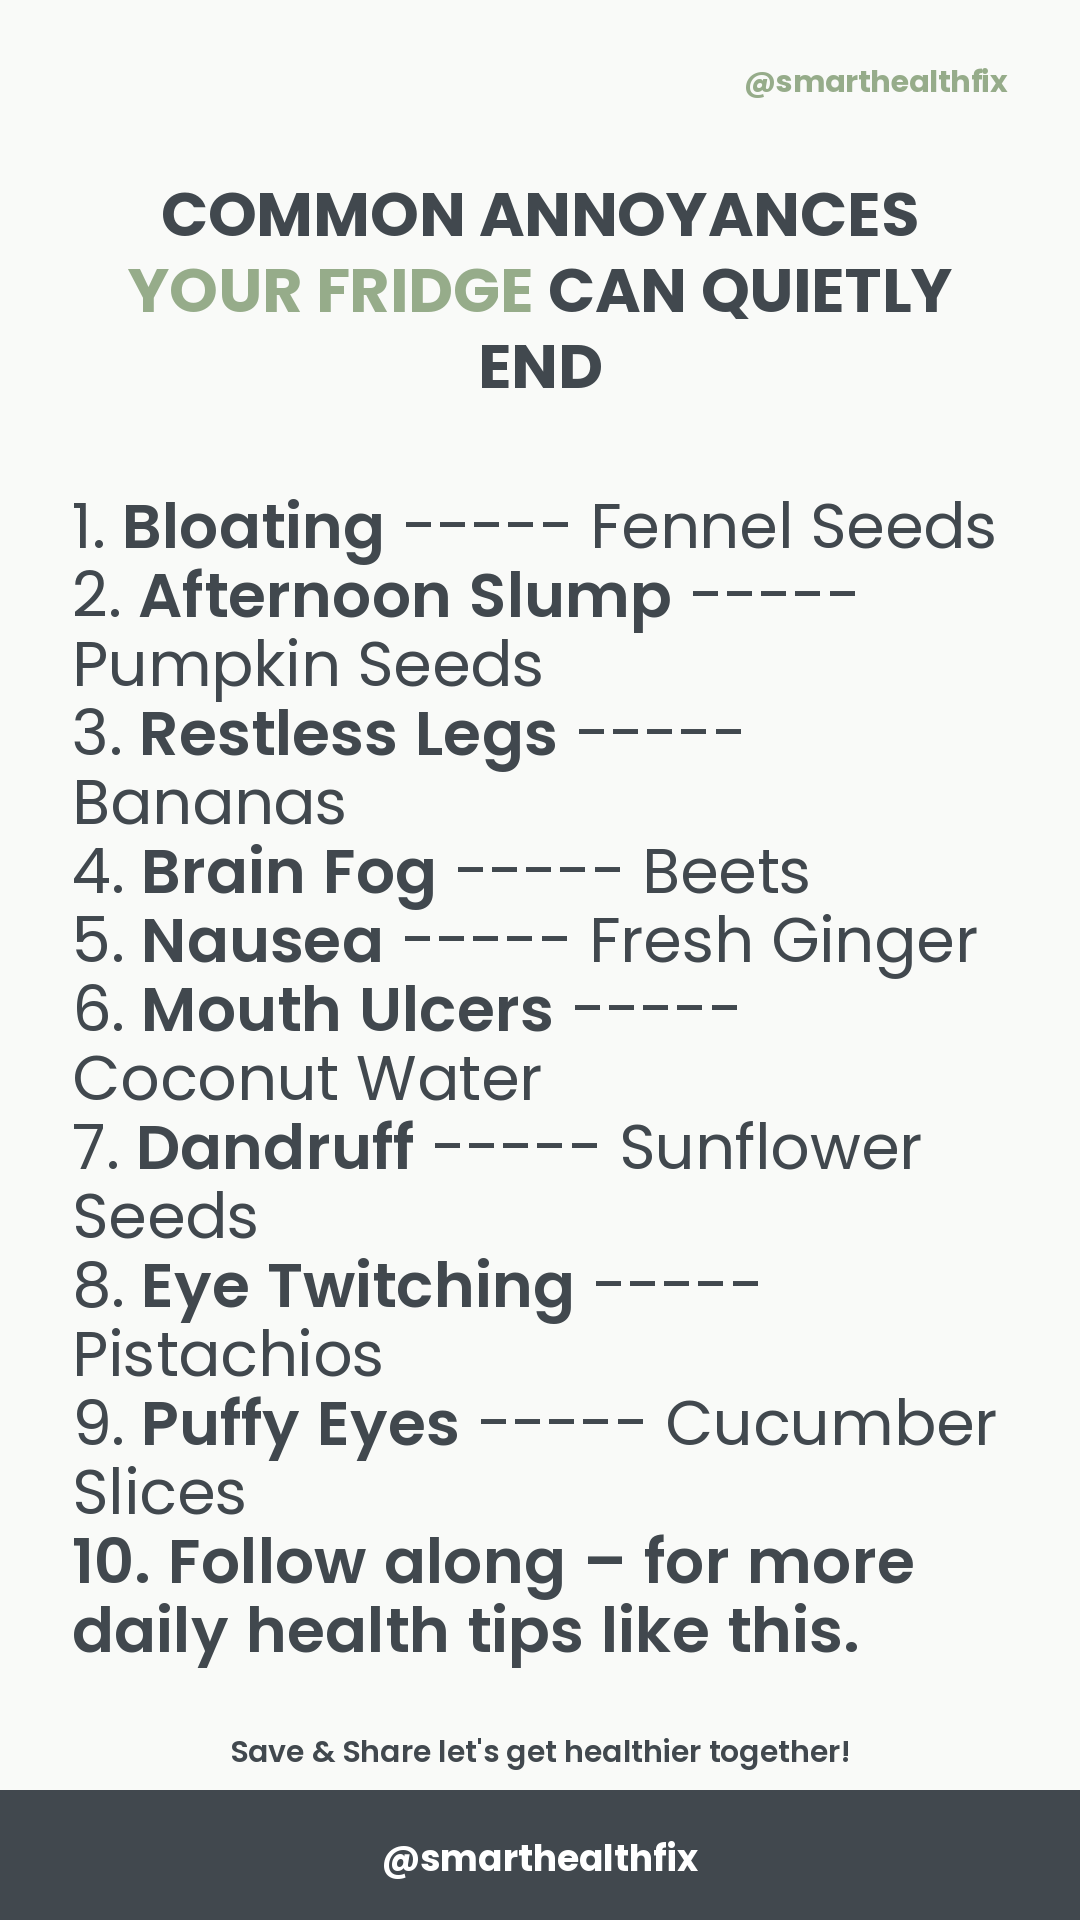 @smarthealthfix
COMMON ANNOYANCES
YOUR FRIDGE CAN QUIETLY
END
1. Bloating ----- Fennel Seeds
2. Afternoon Slump -----
Pumpkin Seeds
3. Restless Legs -----
Bananas
4. Brain Fog ----- Beets
5. Nausea ----- Fresh Ginger
6. Mouth Ulcers -----
Coconut Water
7. Dandruff ----- Sunflower
Seeds
8. Eye Twitching -----
Pistachios
9. Puffy Eyes ----- Cucumber
Slices
10. Follow along – for more
daily health tips like this.
Save & Share let's get healthier together!
@smarthealthfix